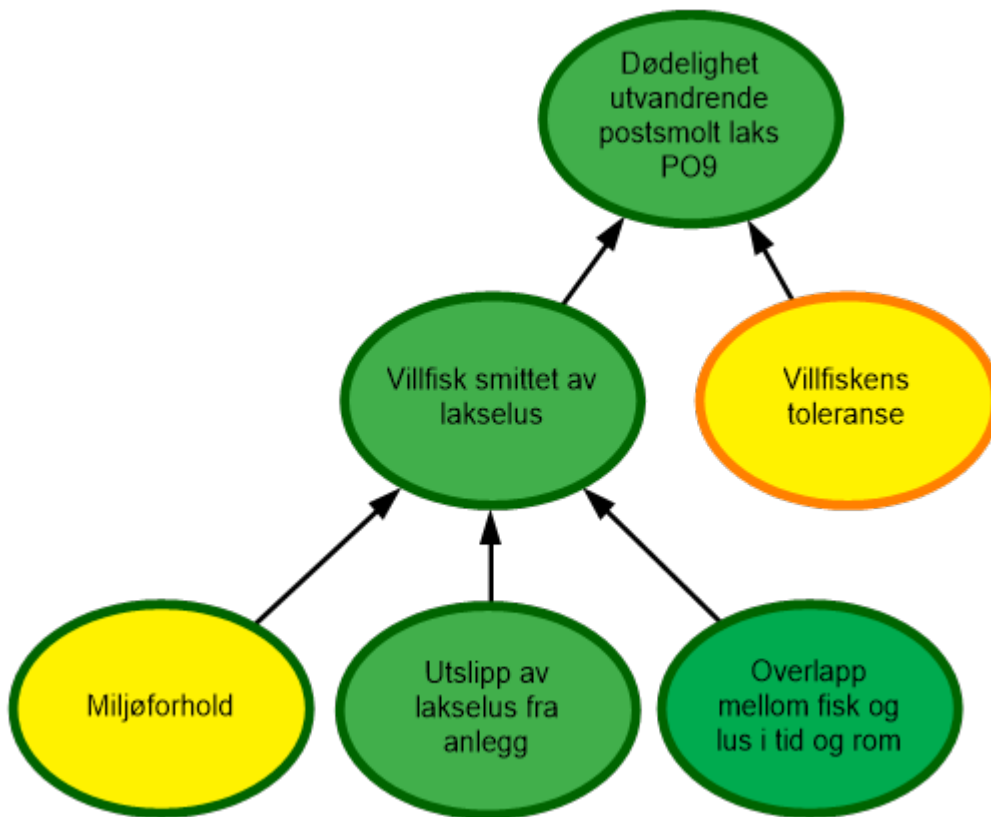 Dødelighet
utvandrende
postsmolt laks
PO9
Villfisk smittet av
lakselus
Villfiskens
toleranse
Miljøforhold
Utslipp av
lakselus fra
anlegg
Overlapp
mellom fisk og
lus i tid og rom